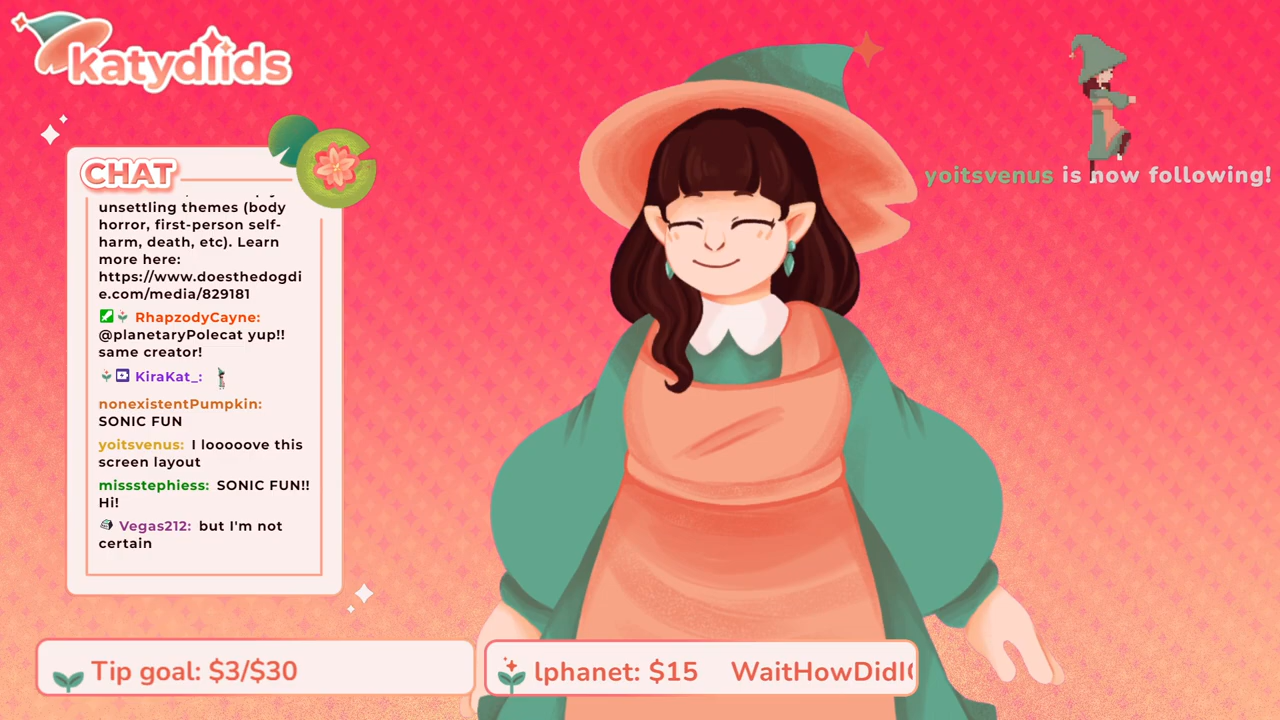 katydiids
CHAT
unsettling themes (body
horror, first-person self-
harm, death, etc). Learn
more here:
https://www.doesthedogdi
e.com/media/829181
RhapzodyCayne:
@planetaryPolecat yup!!
same creator!
KiraKat_:
nonexistentPumpkin:
SONIC FUN
yoitsvenus: I looooove this
screen layout
missstephiess: SONIC FUN!!
Hi!
Vegas212: but I'm not
certain
yoitsvenus is now following!
Tip goal: $3/$30
lphanet: $15 WaitHowDidI